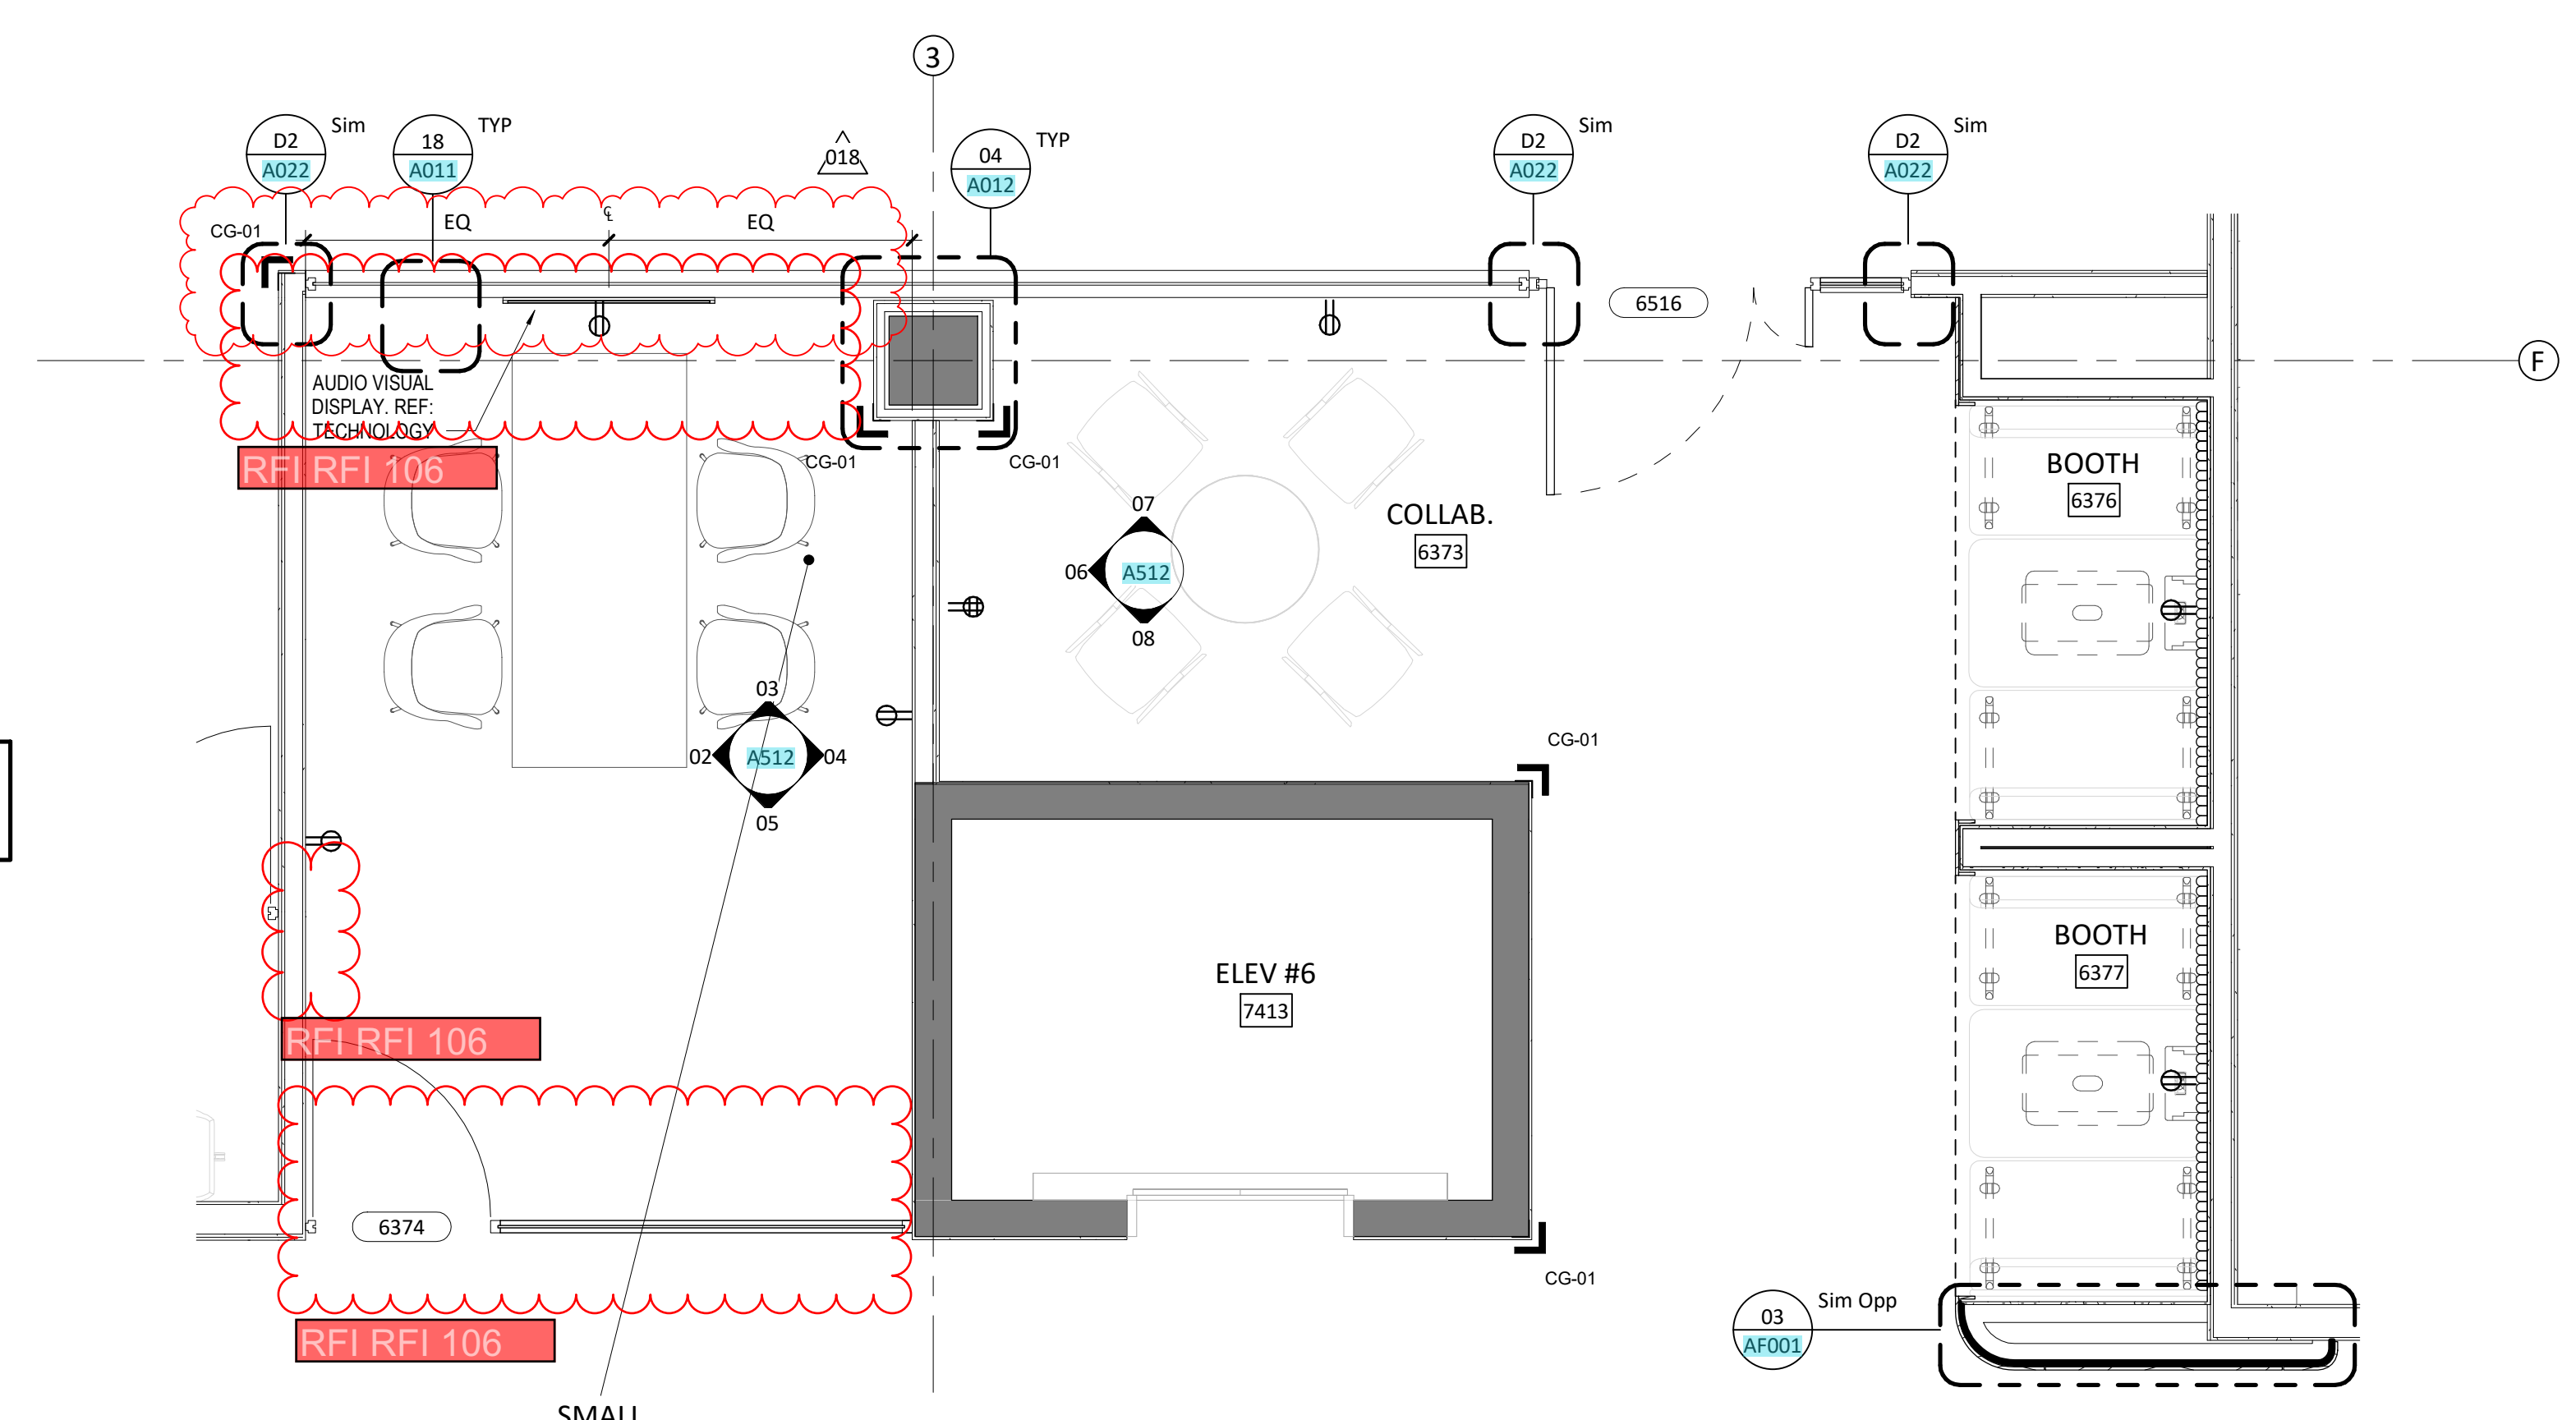 3
D2
A022
Sim
18
A011
TYP
018
04
A012
TYP
D2
A022
Sim
D2
A022
Sim
CG-01
EQ
℄
EQ
6516
F
AUDIO VISUAL
DISPLAY. REF:
TECHNOLOGY
RFI RFI 106
CG-01
CG-01
07
06
A512
08
COLLAB.
6373
BOOTH
6376
03
02
A512
04
05
CG-01
BOOTH
6377
ELEV #6
7413
RFI RFI 106
6374
CG-01
03
AF001
Sim Opp
RFI RFI 106
SMALL